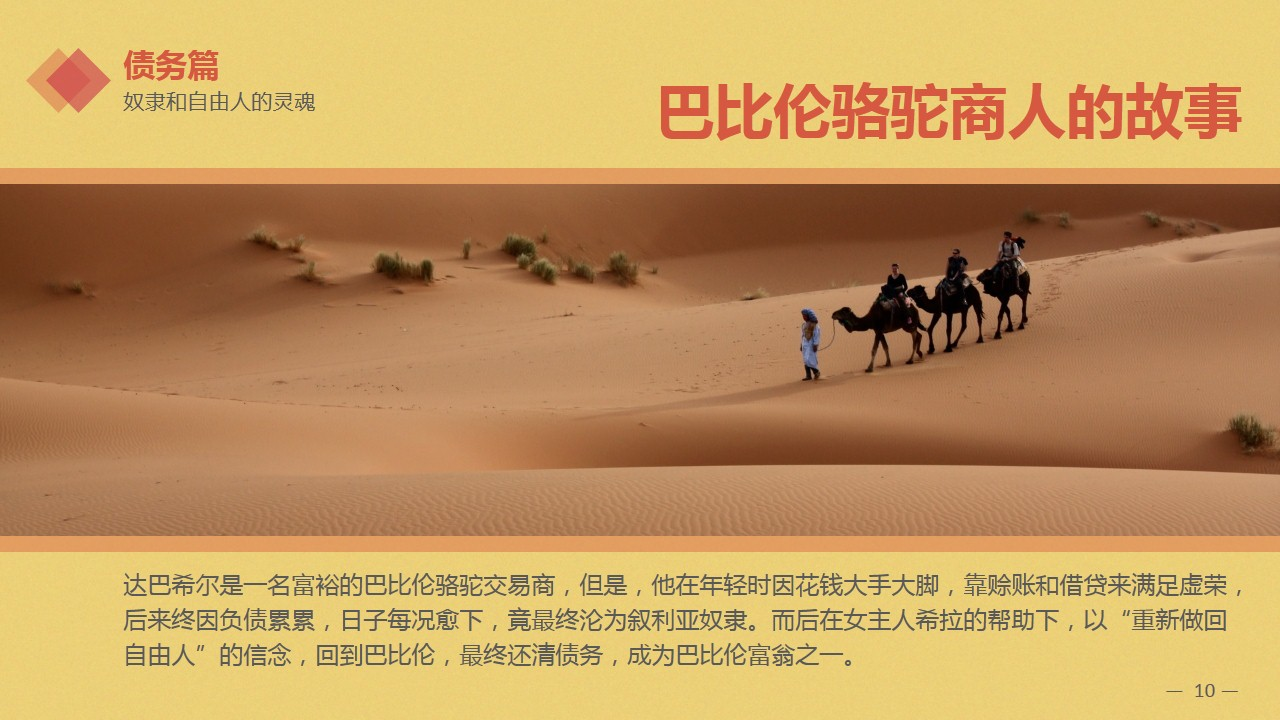 债务篇
奴隶和自由人的灵魂
巴比伦骆驼商人的故事
达巴希尔是一名富裕的巴比伦骆驼交易商，但是，他在年轻时因花钱大手大脚，靠赊账和借贷来满足虚荣，
后来终因负债累累，日子每况愈下，竟最终沦为叙利亚奴隶。而后在女主人希拉的帮助下，以“重新做回
自由人”的信念，回到巴比伦，最终还清债务，成为巴比伦富翁之一。
— 10 —